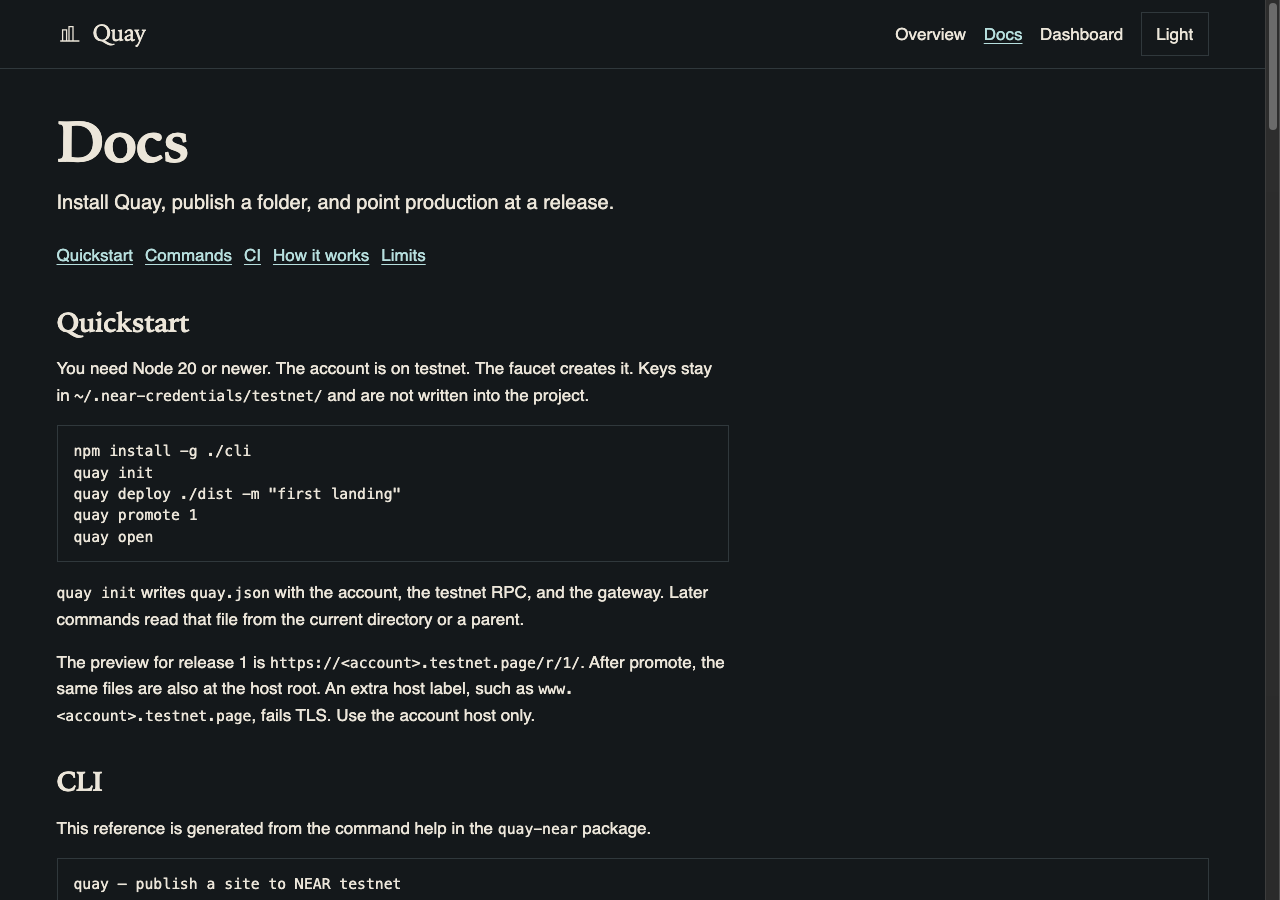 Quay
Overview Docs Dashboard Light
Docs
Install Quay, publish a folder, and point production at a release.
Quickstart Commands CI How it works Limits
Quickstart
You need Node 20 or newer. The account is on testnet. The faucet creates it. Keys stay
in ~/.near-credentials/testnet/ and are not written into the project.
npm install -g ./cli
quay init
quay deploy ./dist -m "first landing"
quay promote 1
quay open
quay init writes quay.json with the account, the testnet RPC, and the gateway. Later
commands read that file from the current directory or a parent.
The preview for release 1 is https://<account>.testnet.page/r/1/. After promote, the
same files are also at the host root. An extra host label, such as www.
<account>.testnet.page, fails TLS. Use the account host only.
CLI
This reference is generated from the command help in the quay-near package.
quay — publish a site to NEAR testnet